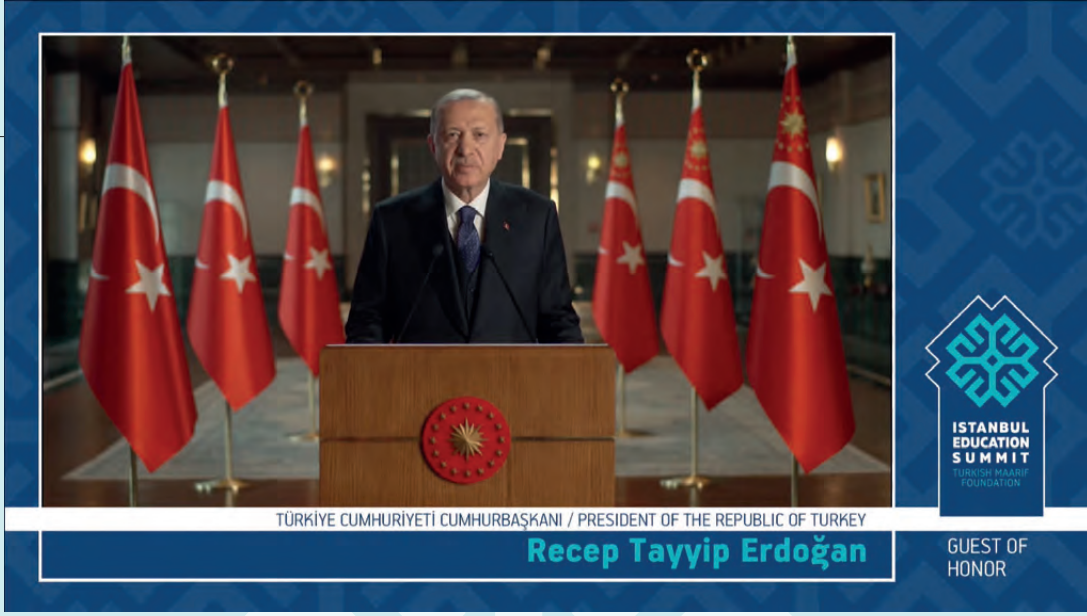 TÜRKİYE CUMHURİYETİ CUMHURBAŞKANI / PRESIDENT OF THE REPUBLIC OF TURKEY
Recep Tayyip Erdoğan
ISTANBUL
EDUCATION
SUMMIT
TURKISH MAARIF
FOUNDATION
GUEST OF
HONOR